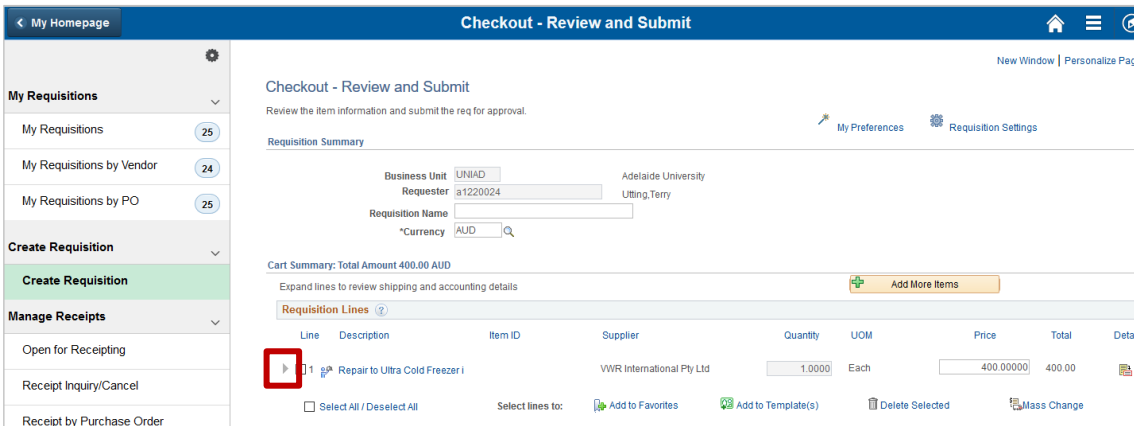 My Homepage
Checkout - Review and Submit
New Window | Personalize Pag
My Requisitions
My Requisitions 25
My Requisitions by Vendor 24
My Requisitions by PO 25
Create Requisition
Create Requisition
Manage Receipts
Open for Receipting
Receipt Inquiry/Cancel
Receipt by Purchase Order
Checkout - Review and Submit
Review the item information and submit the req for approval.
My Preferences Requisition Settings
Requisition Summary
Business Unit UNIAD Adelaide University
Requester a1220024 Utting,Terry
Requisition Name
*Currency AUD
Cart Summary: Total Amount 400.00 AUD
Expand lines to review shipping and accounting details Add More Items
Requisition Lines ?
Line Description Item ID Supplier Quantity UOM Price Total Deta
1 Repair to Ultra Cold Freezer i VWR International Pty Ltd 1.0000 Each 400.00000 400.00
Select All / Deselect All Select lines to: Add to Favorites Add to Template(s) Delete Selected Mass Change